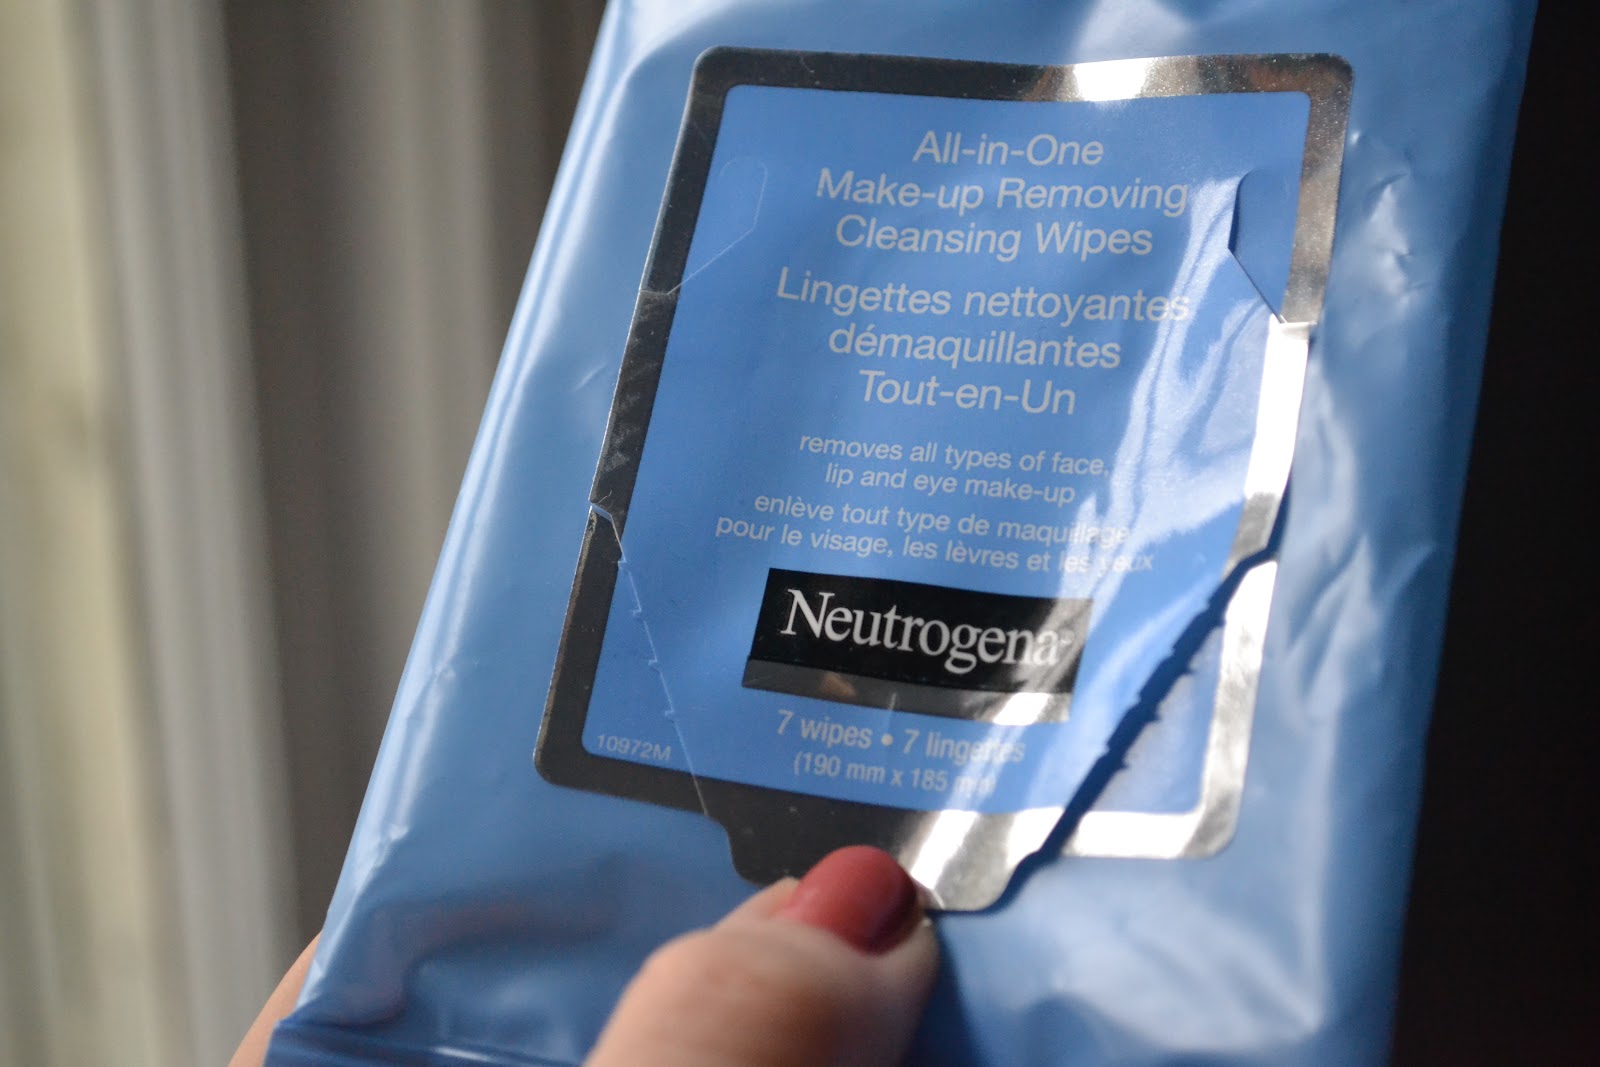 All-in-One
Make-up Removing
Cleansing Wipes
Lingettes nettoyantes
démaquillantes
Tout-en-Un
removes all types of face,
lip and eye make-up
enlève tout type de maquillage
pour le visage, les lèvres et les yeux
Neutrogena
7 wipes • 7 lingettes
(190 mm x 185 mm)
10972M